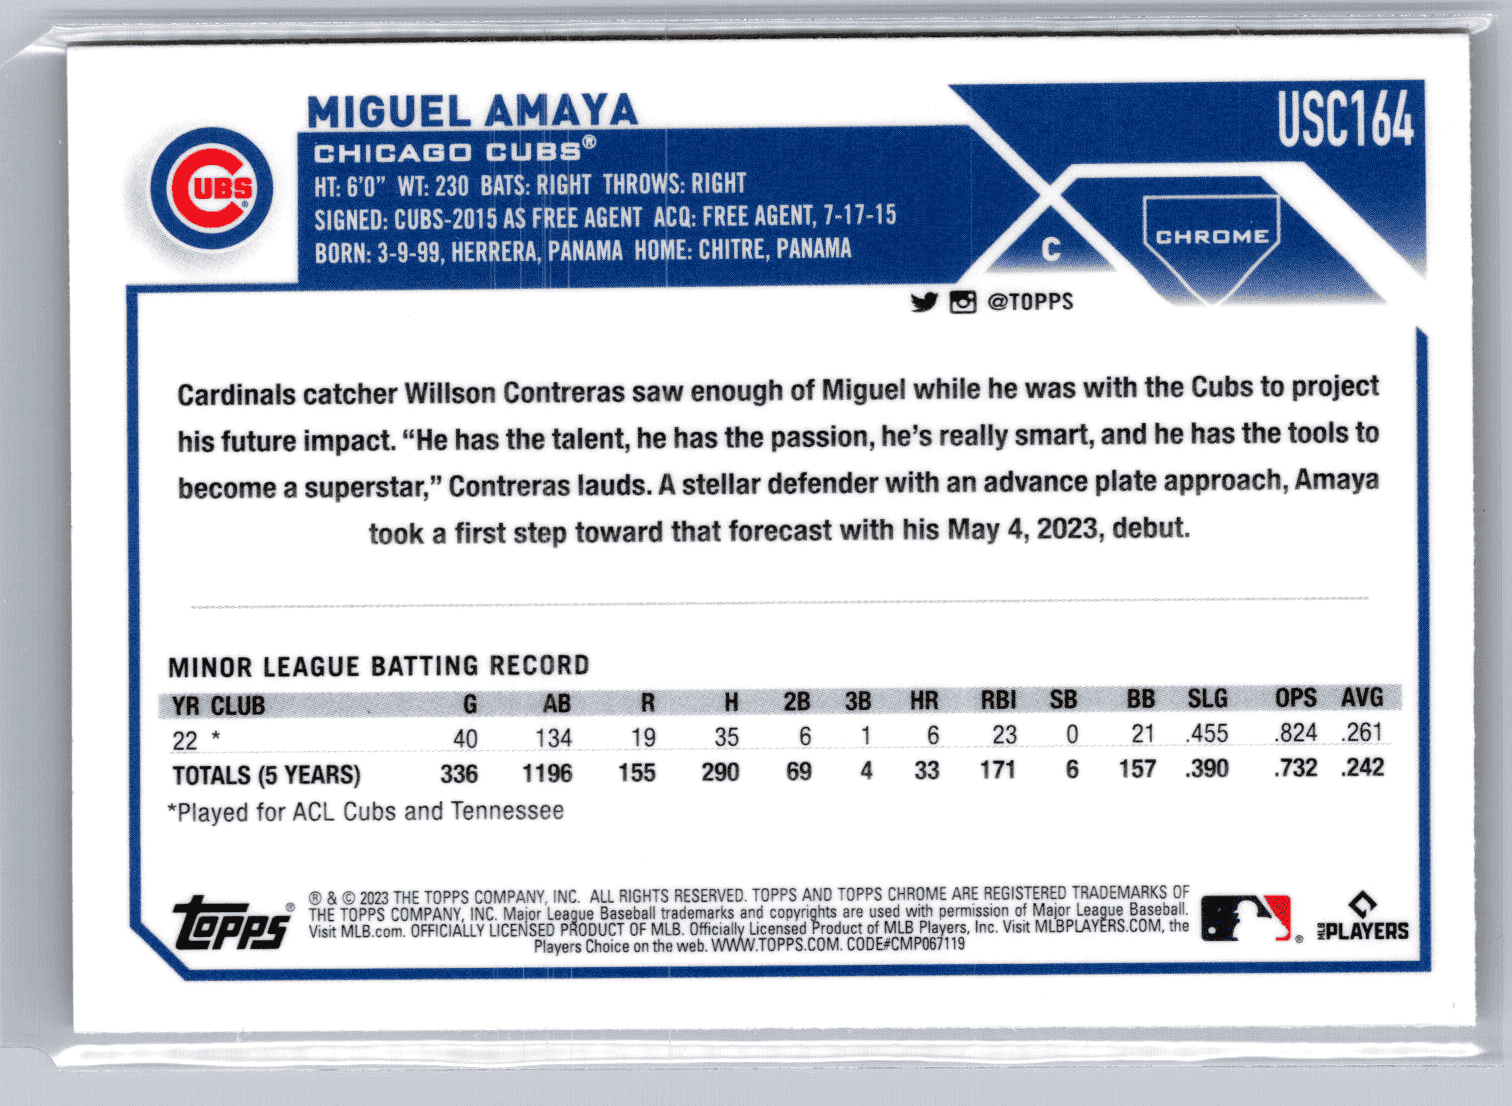 MIGUEL AMAYA
USC164
CHICAGO CUBS®
HT: 6'0" WT: 230 BATS: RIGHT THROWS: RIGHT
SIGNED: CUBS-2015 AS FREE AGENT ACQ: FREE AGENT, 7-17-15
BORN: 3-9-99, HERRERA, PANAMA HOME: CHITRE, PANAMA
CUBS®
C
CHROME
@TOPPS
Cardinals catcher Willson Contreras saw enough of Miguel while he was with the Cubs to project
his future impact. “He has the talent, he has the passion, he’s really smart, and he has the tools to
become a superstar,” Contreras lauds. A stellar defender with an advance plate approach, Amaya
took a first step toward that forecast with his May 4, 2023, debut.
MINOR LEAGUE BATTING RECORD
YR CLUB G AB R H 2B 3B HR RBI SB BB SLG OPS AVG
22 * 40 134 19 35 6 1 6 23 0 21 .455 .824 .261
TOTALS (5 YEARS) 336 1196 155 290 69 4 33 171 6 157 .390 .732 .242
*Played for ACL Cubs and Tennessee
TOPPS®
® & © 2023 THE TOPPS COMPANY, INC. ALL RIGHTS RESERVED. TOPPS AND TOPPS CHROME ARE REGISTERED TRADEMARKS OF
THE TOPPS COMPANY, INC. Major League Baseball trademarks and copyrights are used with permission of Major League Baseball.
Visit MLB.com. OFFICIALLY LICENSED PRODUCT OF MLB. Officially Licensed Product of MLB Players, Inc. Visit MLBPLAYERS.COM, the
Players Choice on the web. WWW.TOPPS.COM. CODE#CMP067119
®
MLB PLAYERS